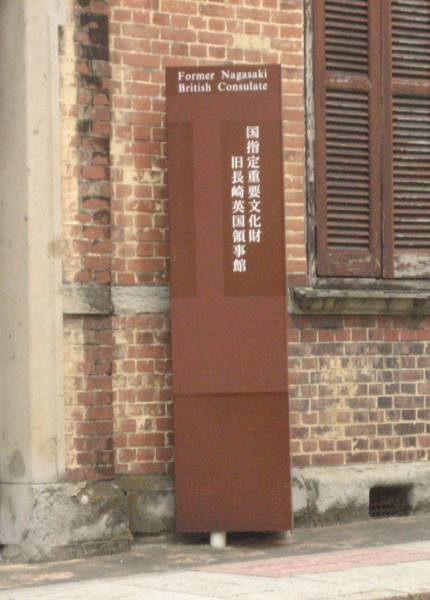 Former Nagasaki
British Consulate
国指定重要文化財
旧長崎英国領事館